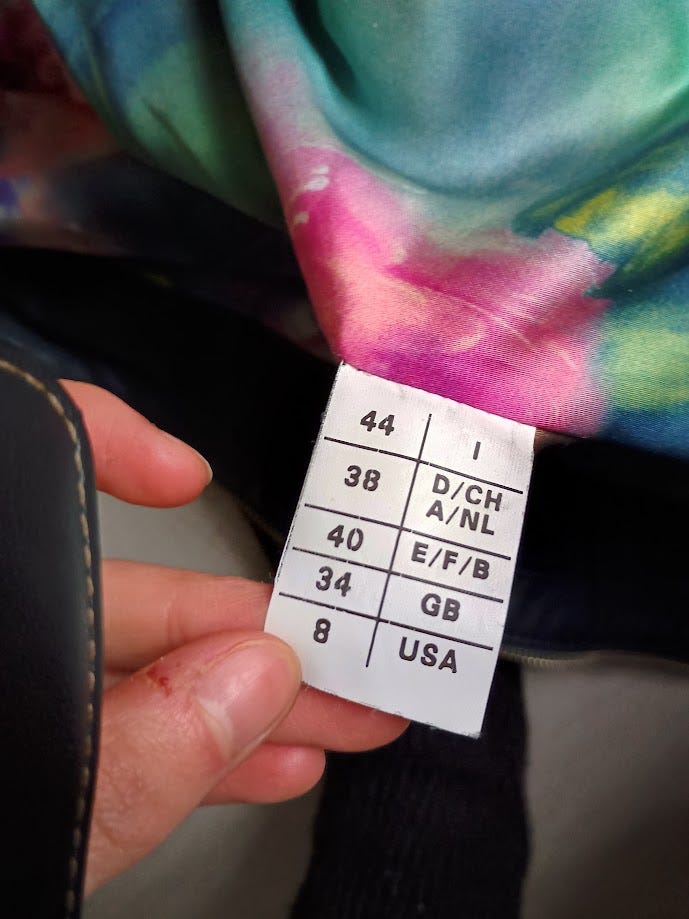 44 I
38 D/CH
A/NL
40 E/F/B
34 GB
8 USA